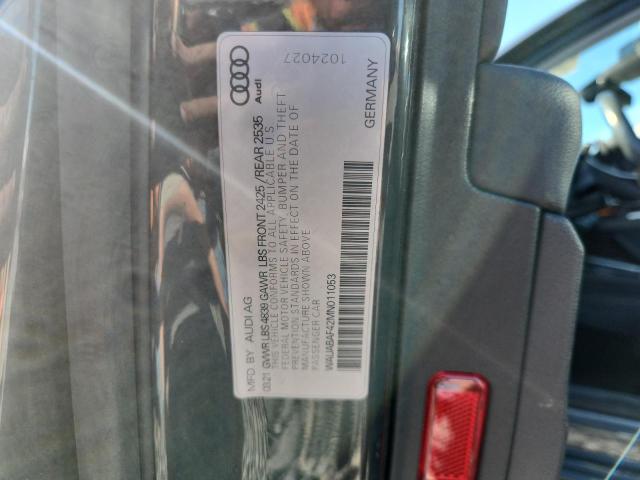 MFD. BY AUDI AG
03/21 GVWR LBS 4839 GAWR LBS FRONT 2425 / REAR 2535
THIS VEHICLE CONFORMS TO ALL APPLICABLE U S
FEDERAL MOTOR VEHICLE SAFETY, BUMPER AND THEFT
PREVENTION STANDARDS IN EFFECT ON THE DATE OF
MANUFACTURE SHOWN ABOVE
PASSENGER CAR
WAUABAF42MN011053
Audi
1024027
GERMANY